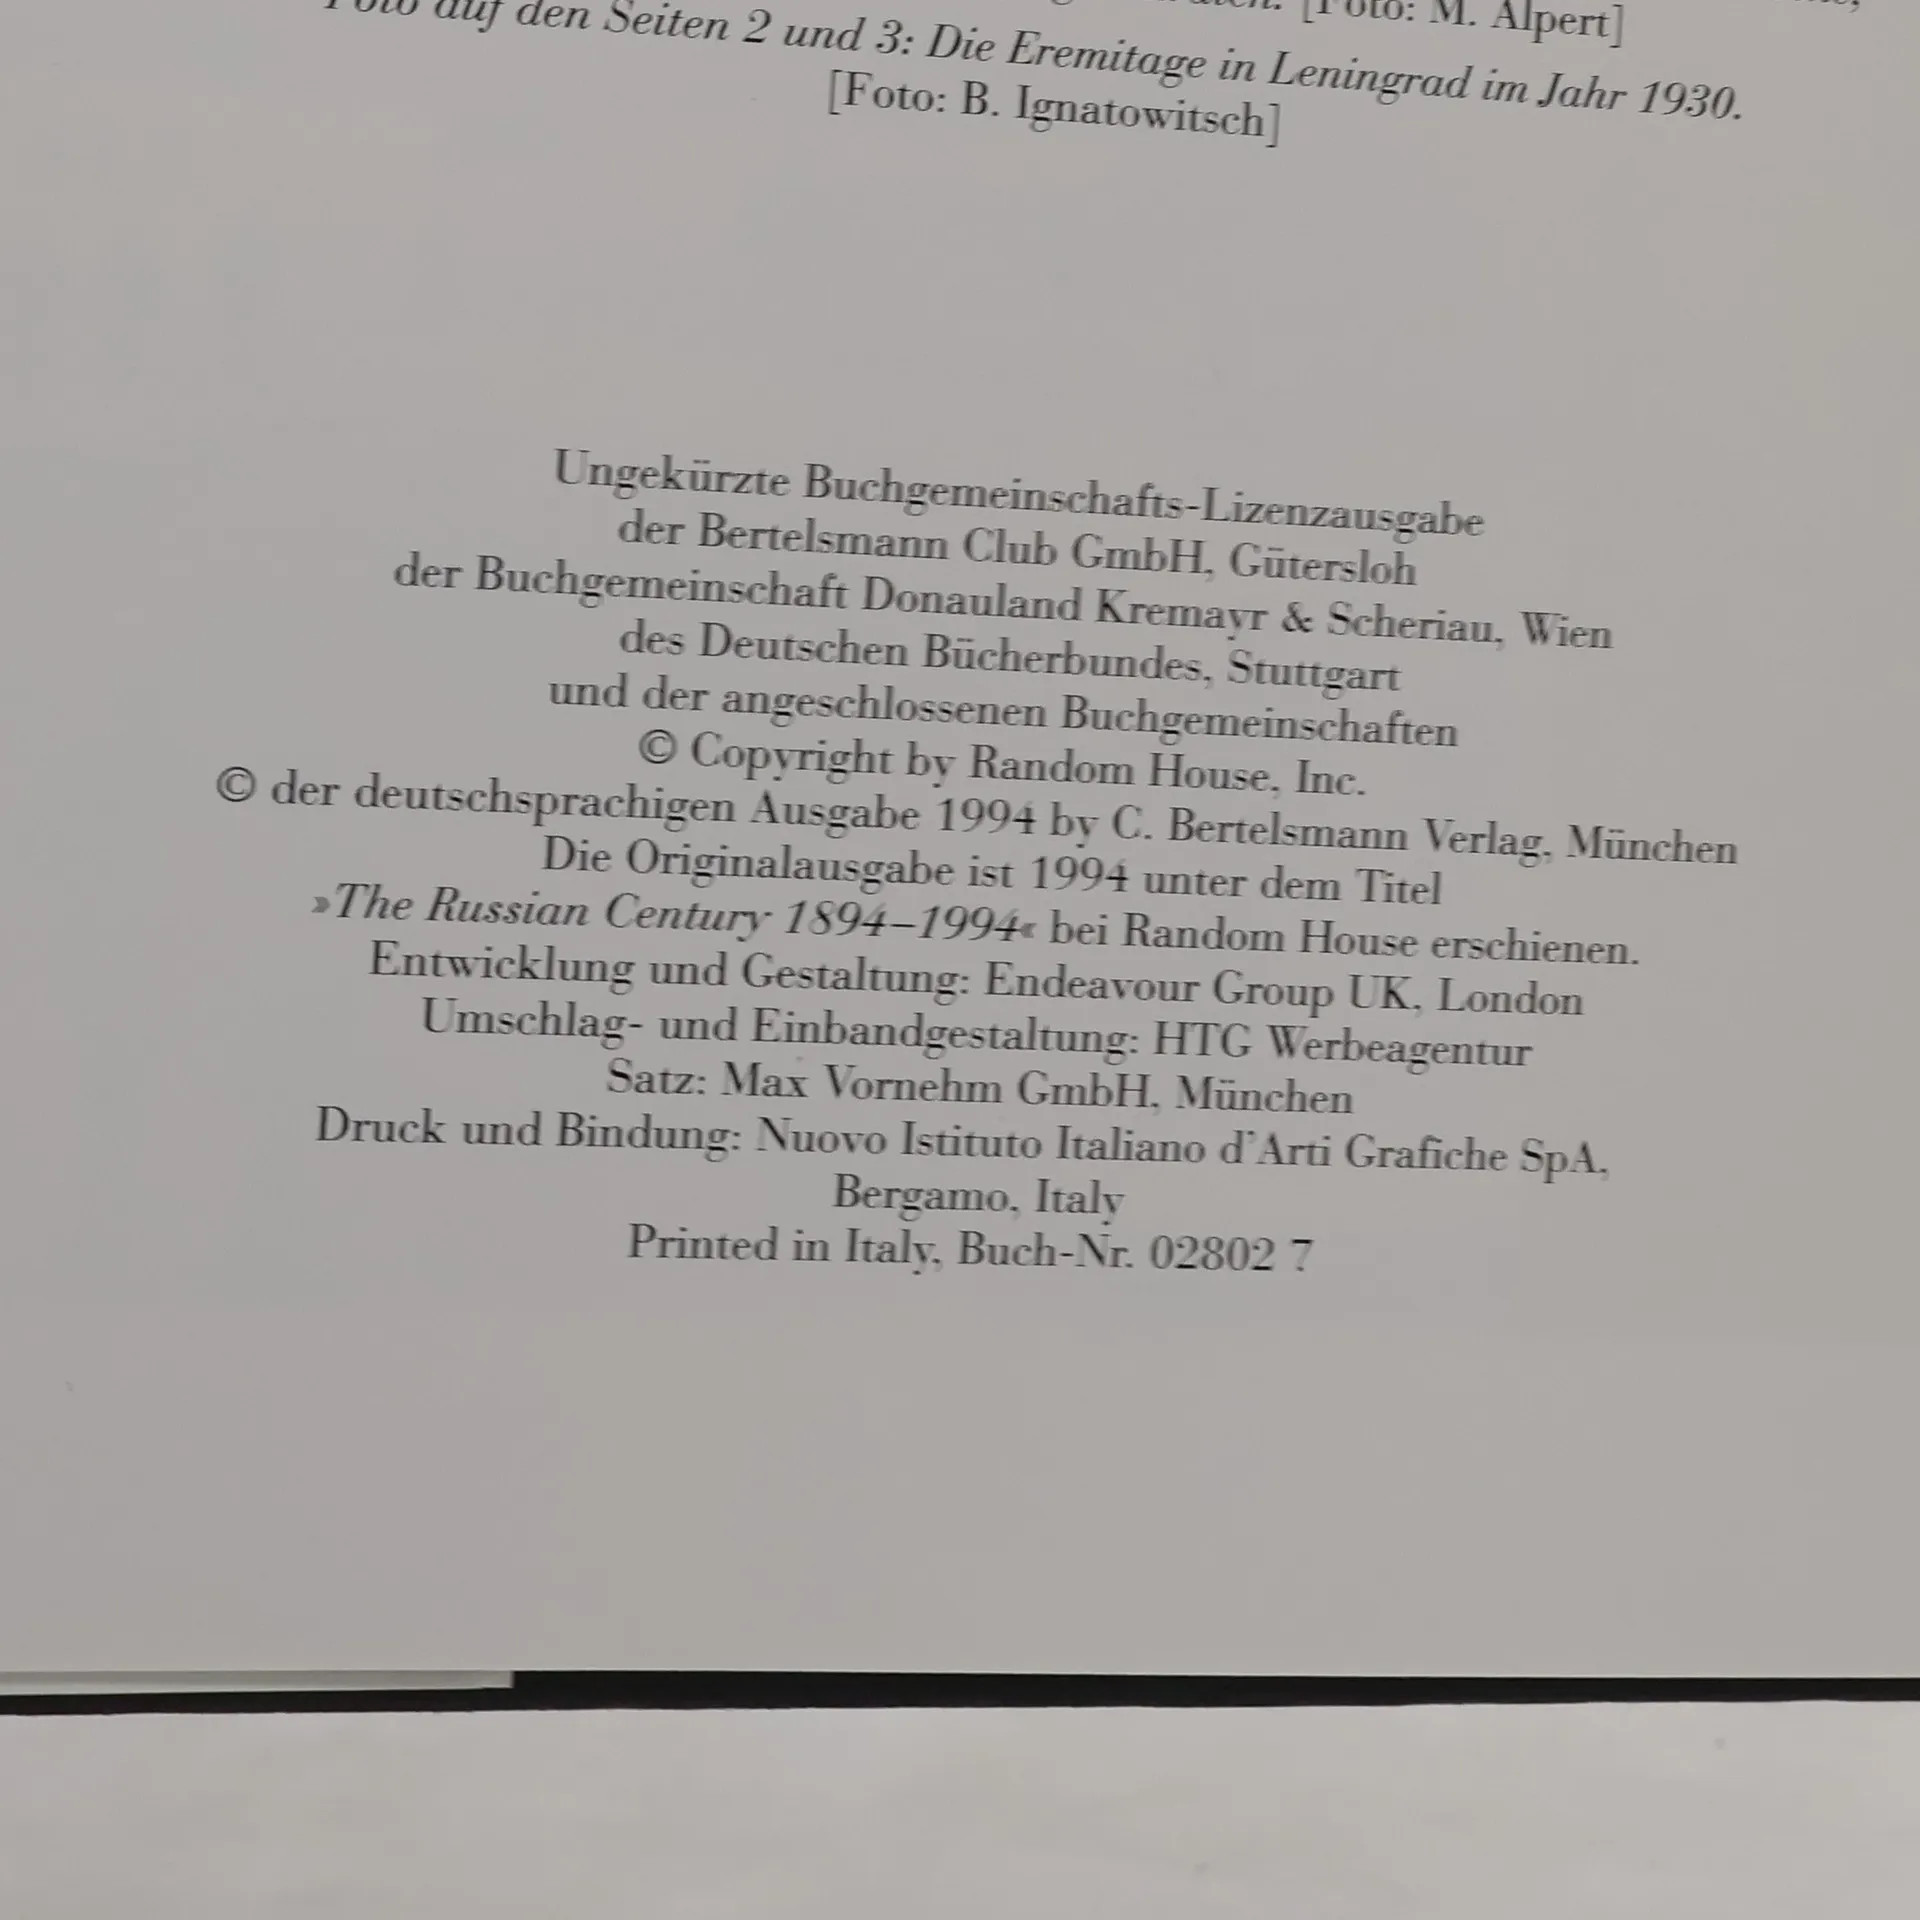 [Foto: M. Alpert]
Foto auf den Seiten 2 und 3: Die Eremitage in Leningrad im Jahr 1930.
[Foto: B. Ignatowitsch]
Ungekürzte Buchgemeinschafts-Lizenzausgabe
der Bertelsmann Club GmbH, Gütersloh
der Buchgemeinschaft Donauland Kremayr & Scheriau, Wien
des Deutschen Bücherbundes, Stuttgart
und der angeschlossenen Buchgemeinschaften
© Copyright by Random House, Inc.
© der deutschsprachigen Ausgabe 1994 by C. Bertelsmann Verlag, München
Die Originalausgabe ist 1994 unter dem Titel
»The Russian Century 1894–1994« bei Random House erschienen.
Entwicklung und Gestaltung: Endeavour Group UK, London
Umschlag- und Einbandgestaltung: HTG Werbeagentur
Satz: Max Vornehm GmbH, München
Druck und Bindung: Nuovo Istituto Italiano d'Arti Grafiche SpA,
Bergamo, Italy
Printed in Italy, Buch-Nr. 02802 7